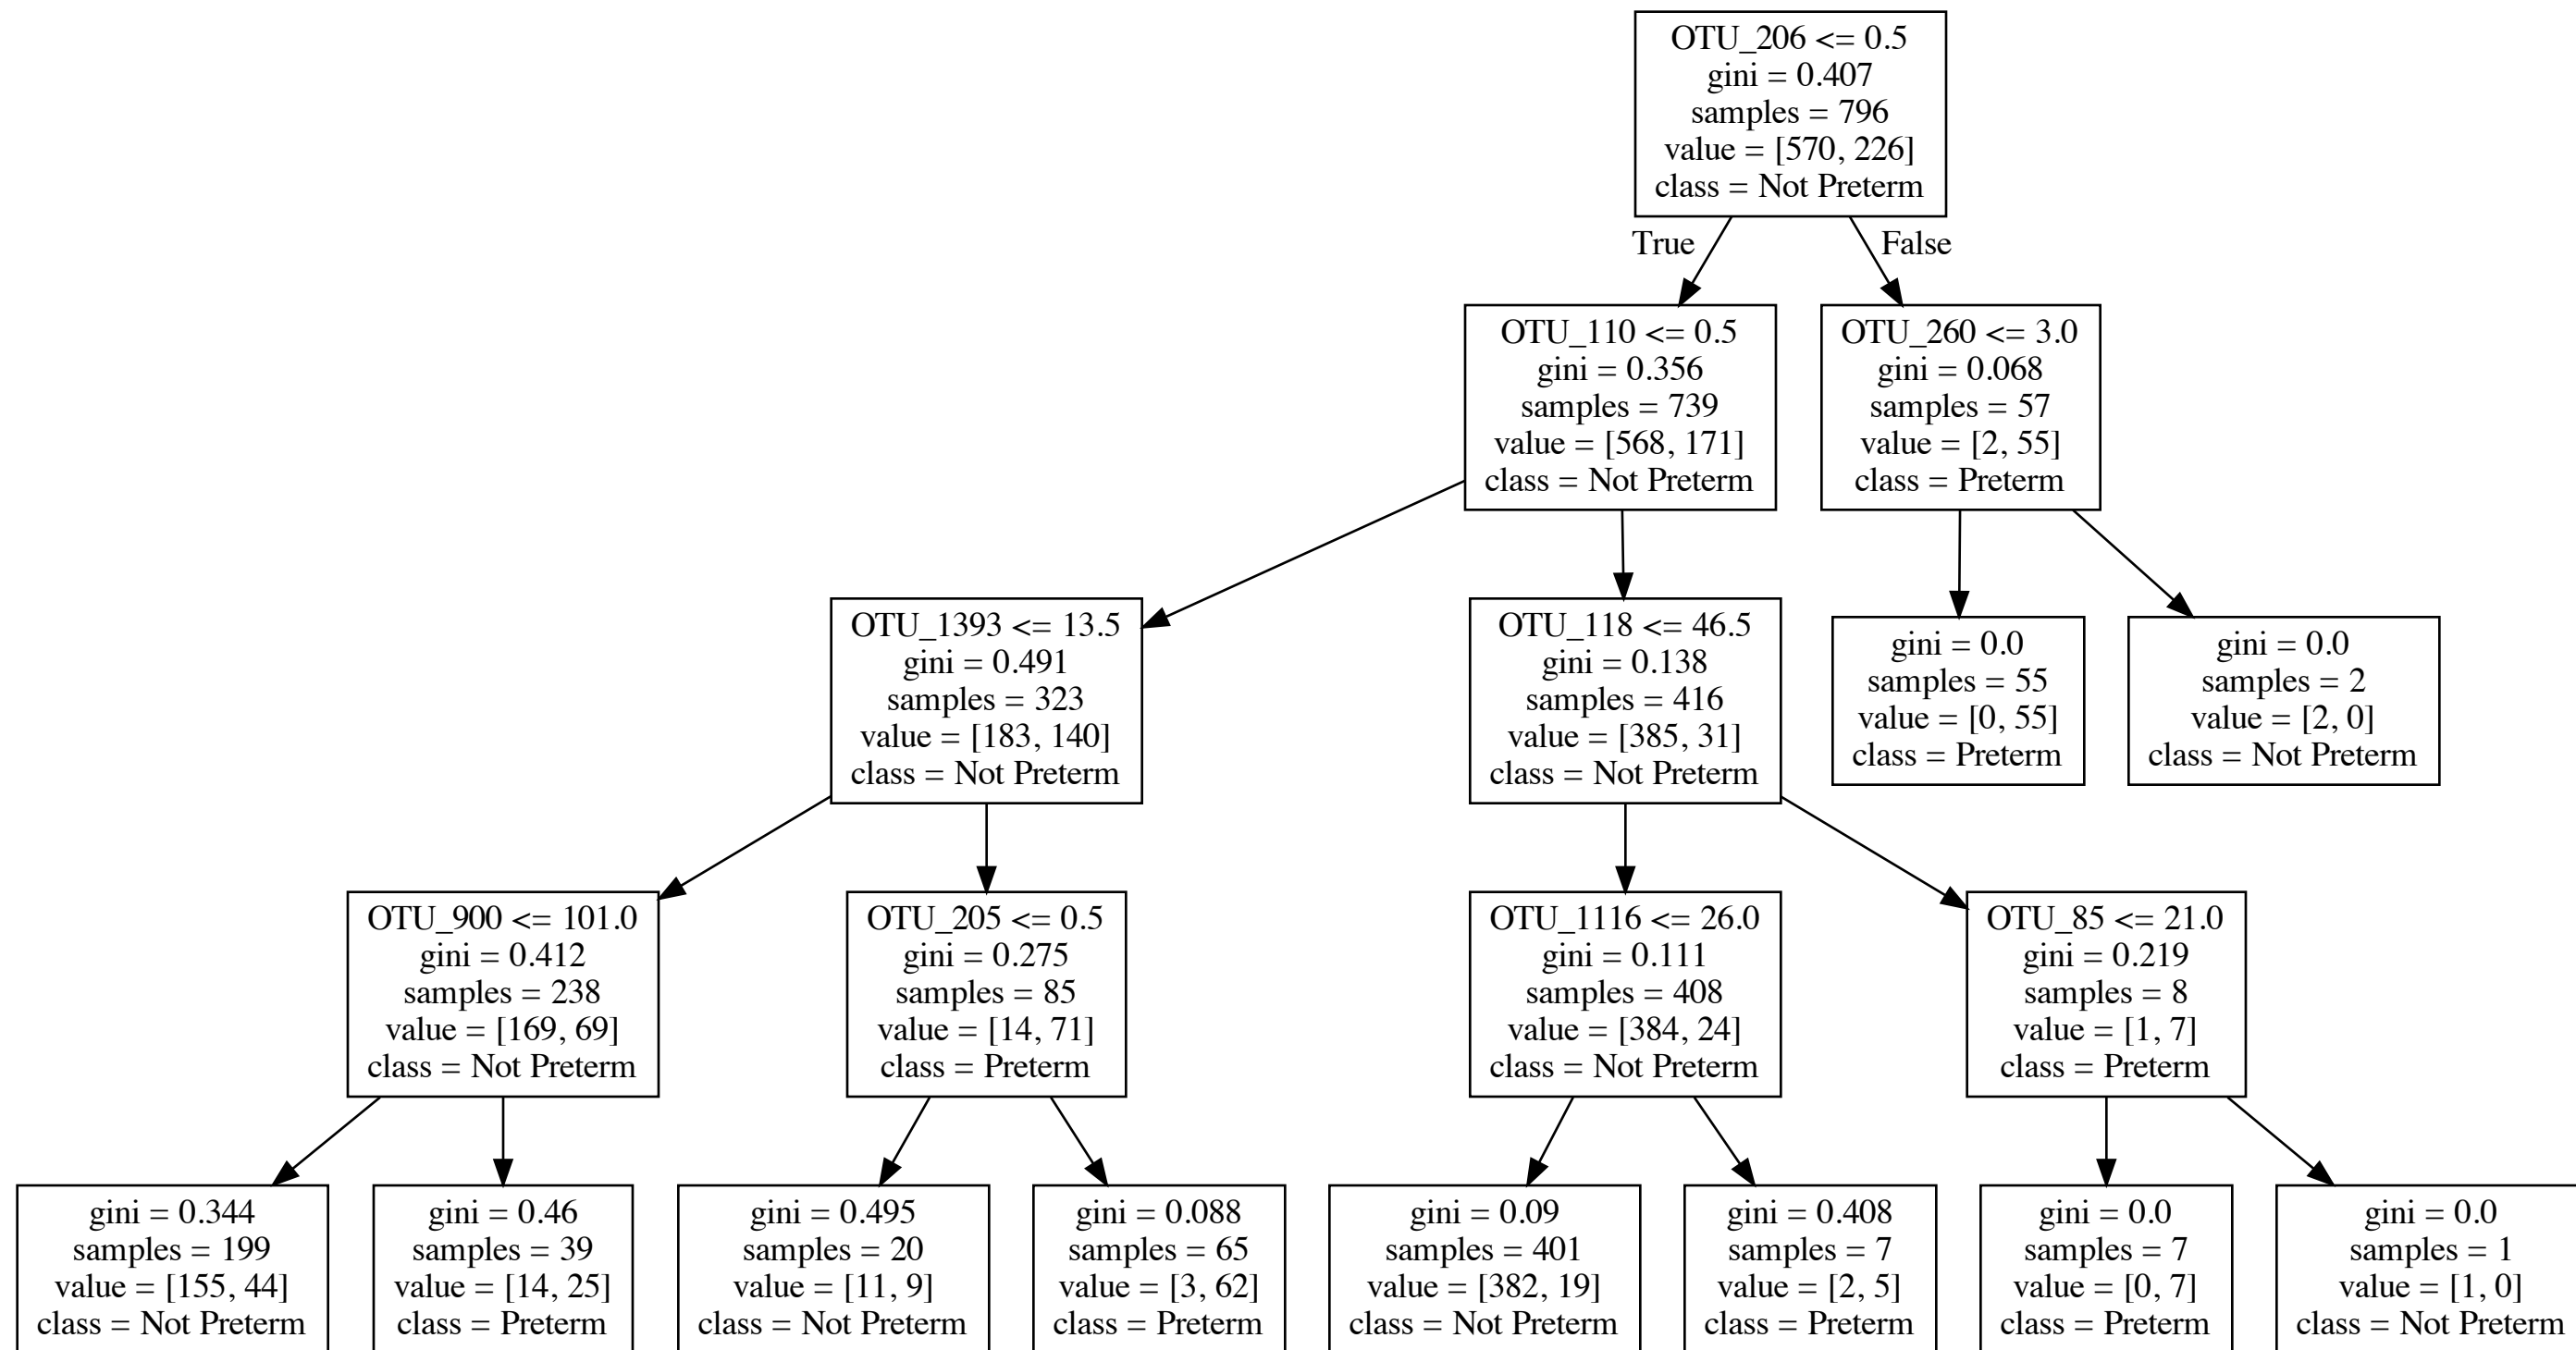 OTU_206 <= 0.5
gini = 0.407
samples = 796
value = [570, 226]
class = Not Preterm
True
False
OTU_110 <= 0.5
gini = 0.356
samples = 739
value = [568, 171]
class = Not Preterm
OTU_260 <= 3.0
gini = 0.068
samples = 57
value = [2, 55]
class = Preterm
OTU_1393 <= 13.5
gini = 0.491
samples = 323
value = [183, 140]
class = Not Preterm
OTU_118 <= 46.5
gini = 0.138
samples = 416
value = [385, 31]
class = Not Preterm
gini = 0.0
samples = 55
value = [0, 55]
class = Preterm
gini = 0.0
samples = 2
value = [2, 0]
class = Not Preterm
OTU_900 <= 101.0
gini = 0.412
samples = 238
value = [169, 69]
class = Not Preterm
OTU_205 <= 0.5
gini = 0.275
samples = 85
value = [14, 71]
class = Preterm
OTU_1116 <= 26.0
gini = 0.111
samples = 408
value = [384, 24]
class = Not Preterm
OTU_85 <= 21.0
gini = 0.219
samples = 8
value = [1, 7]
class = Preterm
gini = 0.344
samples = 199
value = [155, 44]
class = Not Preterm
gini = 0.46
samples = 39
value = [14, 25]
class = Preterm
gini = 0.495
samples = 20
value = [11, 9]
class = Not Preterm
gini = 0.088
samples = 65
value = [3, 62]
class = Preterm
gini = 0.09
samples = 401
value = [382, 19]
class = Not Preterm
gini = 0.408
samples = 7
value = [2, 5]
class = Preterm
gini = 0.0
samples = 7
value = [0, 7]
class = Preterm
gini = 0.0
samples = 1
value = [1, 0]
class = Not Preterm